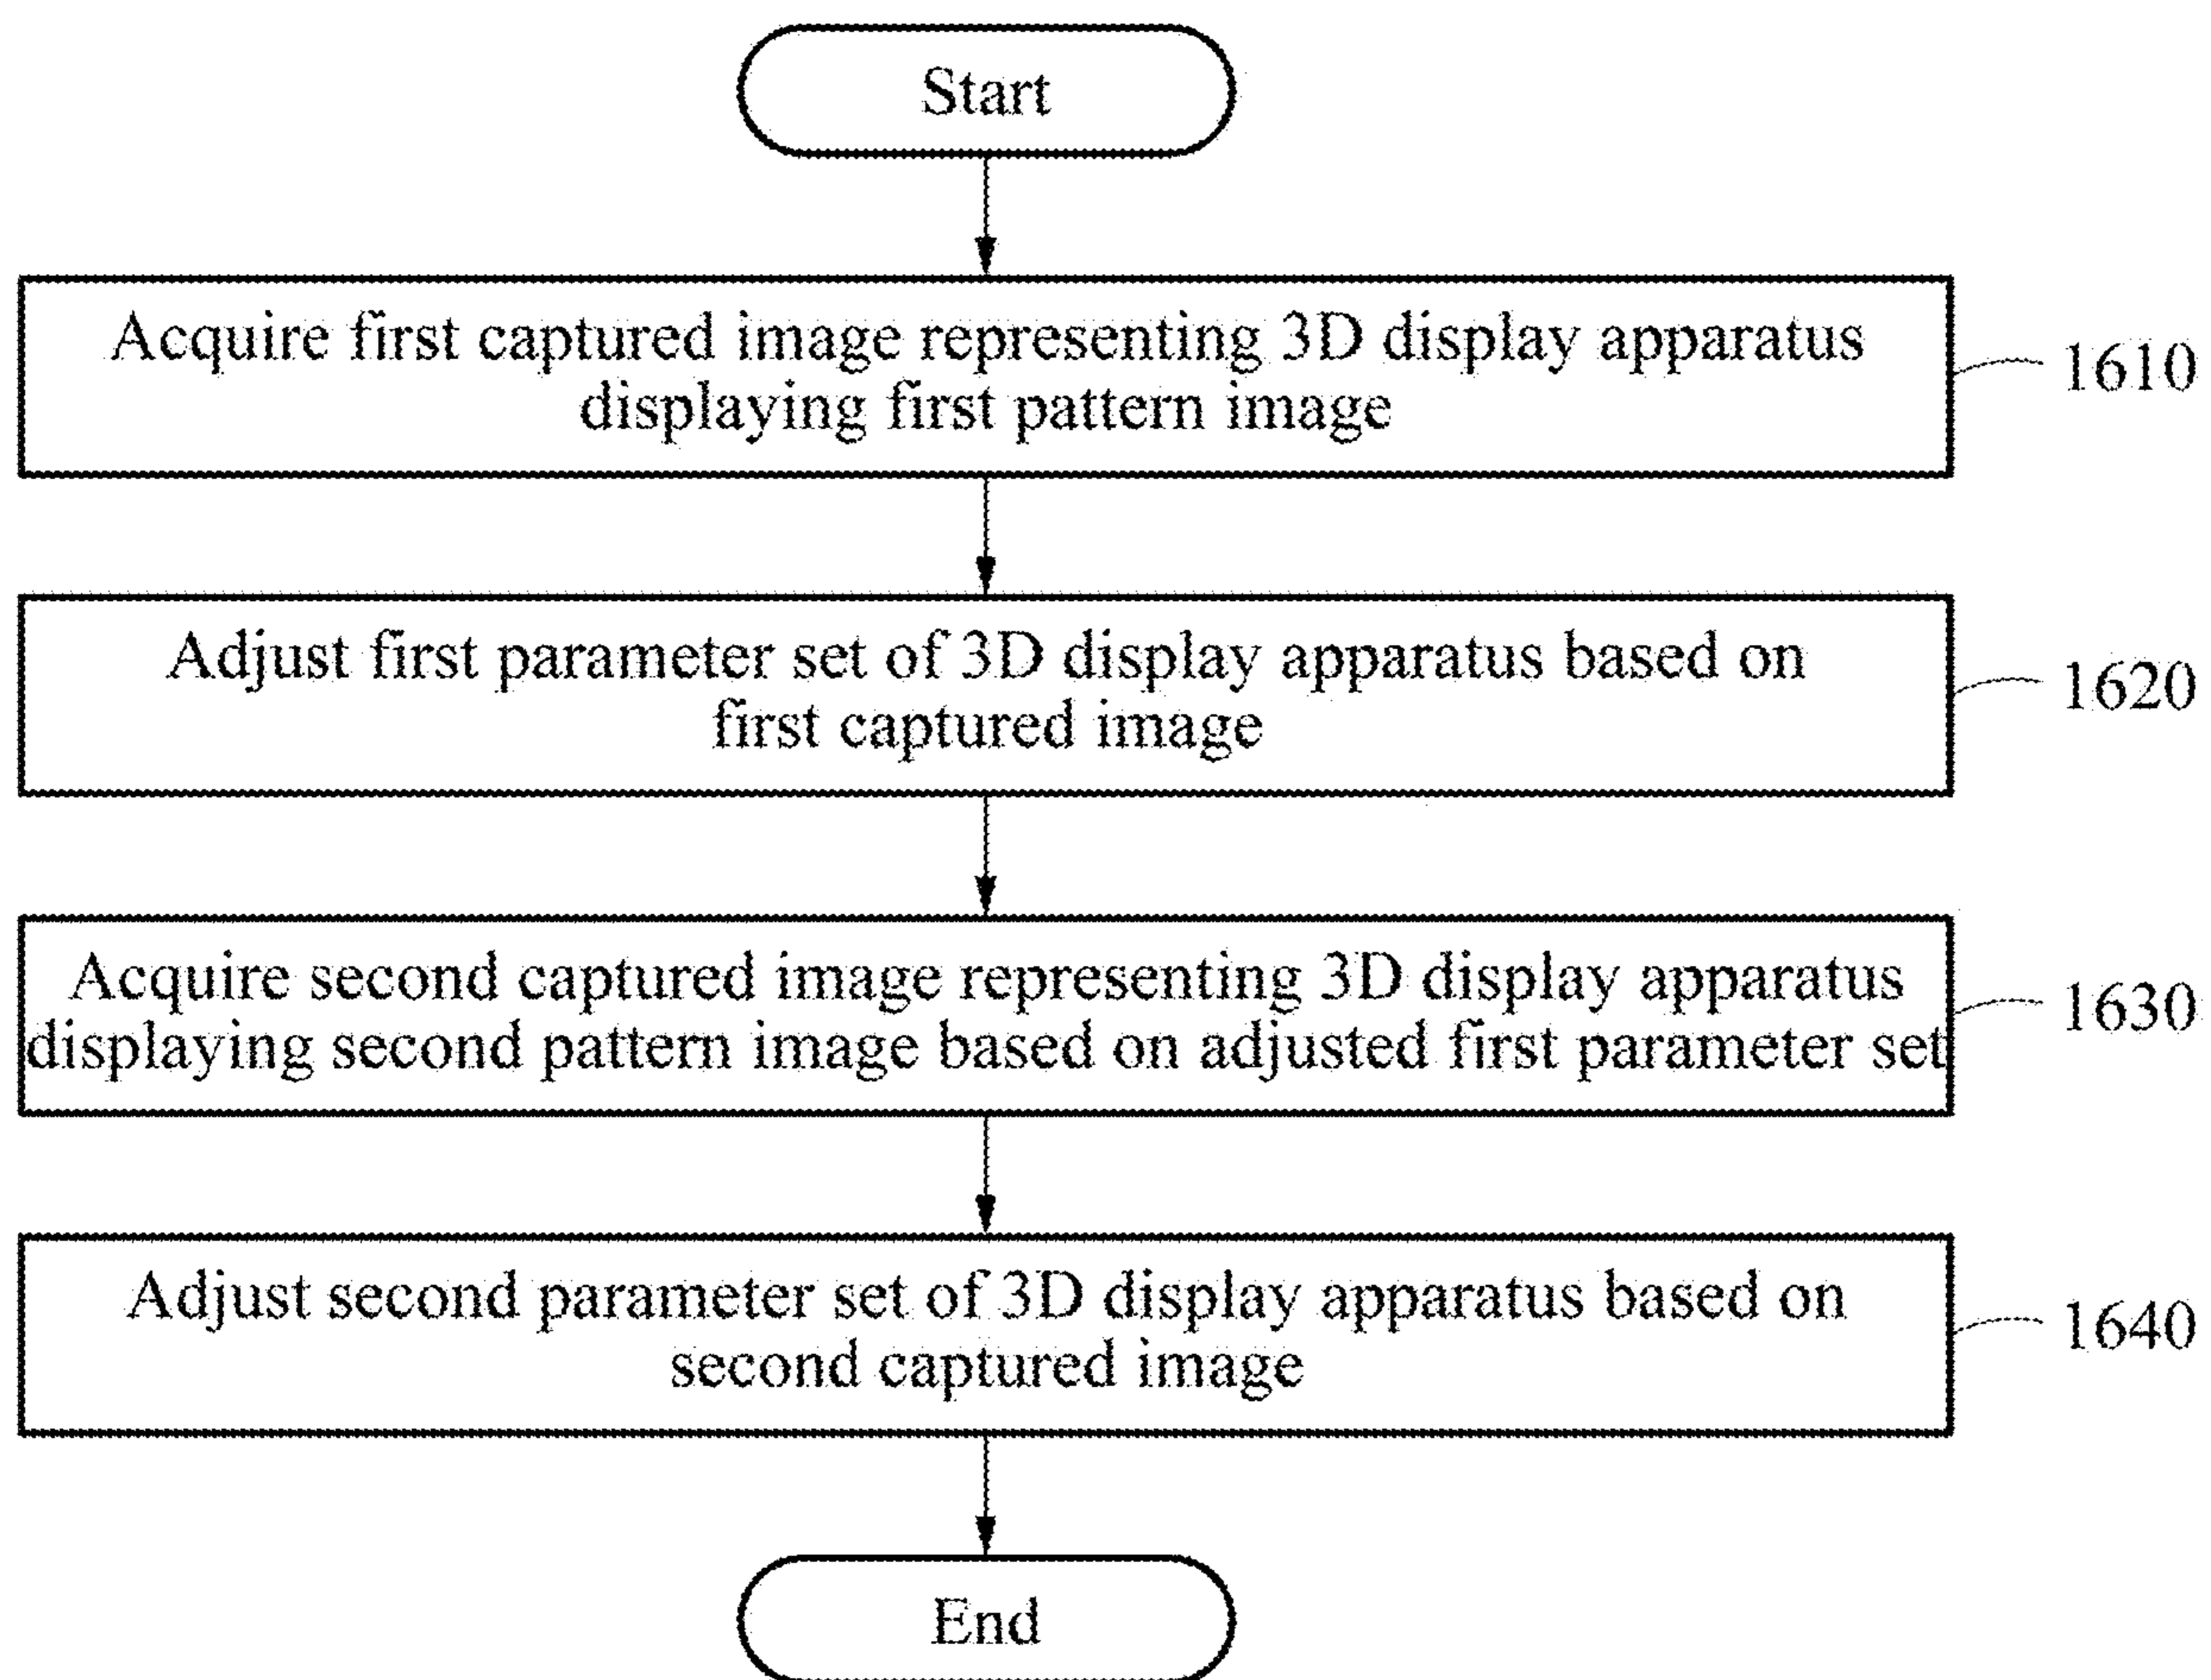 Start
Acquire first captured image representing 3D display apparatus
displaying first pattern image
1610
Adjust first parameter set of 3D display apparatus based on
first captured image
1620
Acquire second captured image representing 3D display apparatus
displaying second pattern image based on adjusted first parameter set
1630
Adjust second parameter set of 3D display apparatus based on
second captured image
1640
End